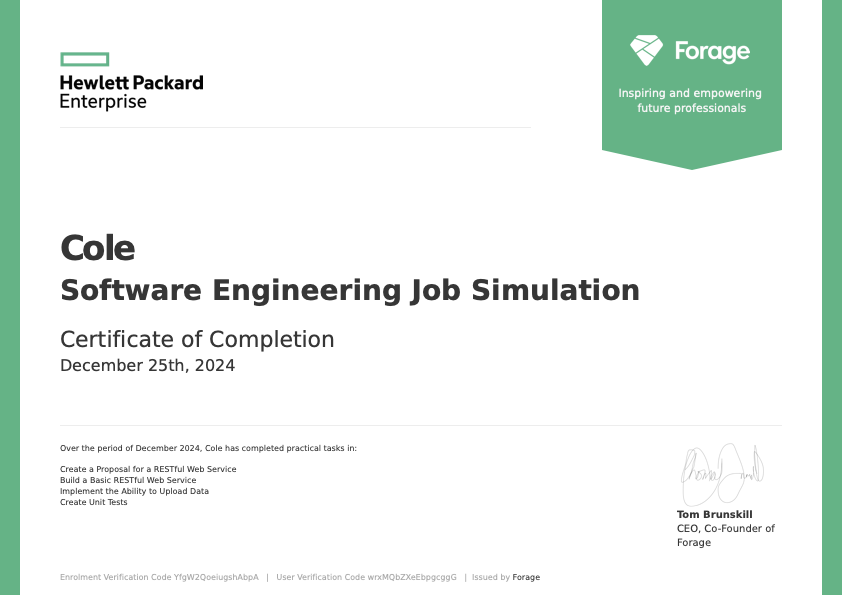 Hewlett Packard
Enterprise
Forage
Inspiring and empowering
future professionals
Cole
Software Engineering Job Simulation
Certificate of Completion
December 25th, 2024
Over the period of December 2024, Cole has completed practical tasks in:
Create a Proposal for a RESTful Web Service
Build a Basic RESTful Web Service
Implement the Ability to Upload Data
Create Unit Tests
Tom Brunskill
CEO, Co-Founder of
Forage
Enrolment Verification Code YfgW2QoeiugshAbpA | User Verification Code wrxMQbZXeEbpgcggG | Issued by Forage